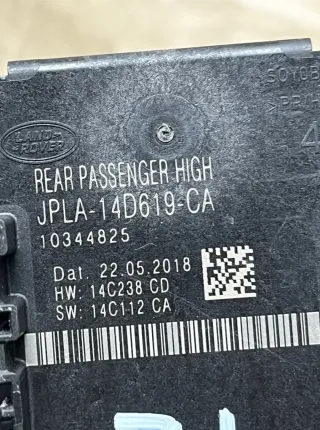 LAND-
-ROVER
REAR PASSENGER HIGH
JPLA-14D619-CA
10344825
Dat. 22.05.2018
HW: 14C238 CD
SW: 14C112 CA
4